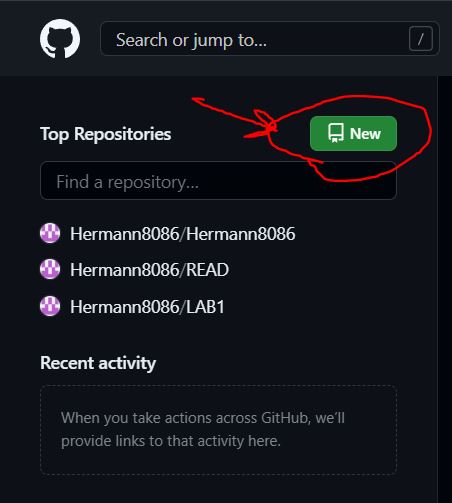 Search or jump to…
/
Top Repositories
New
Find a repository…
Hermann8086/Hermann8086
Hermann8086/READ
Hermann8086/LAB1
Recent activity
When you take actions across GitHub, we'll
provide links to that activity here.